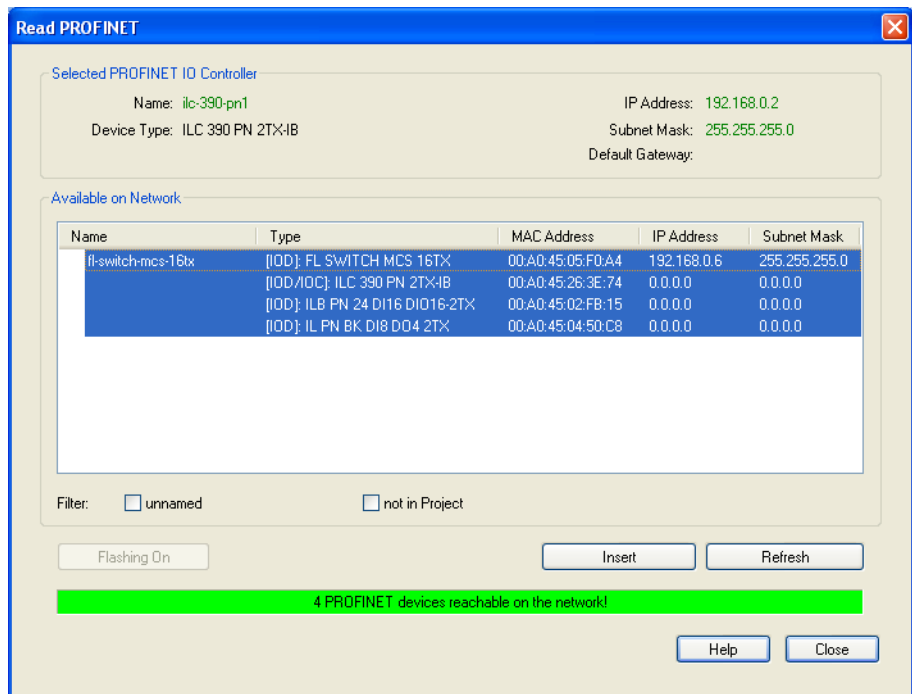 Read PROFINET
Selected PROFINET IO Controller
Name: ilc-390-pn1 IP Address: 192.168.0.2
Device Type: ILC 390 PN 2TX-IB Subnet Mask: 255.255.255.0
Default Gateway:
Available on Network
Name Type MAC Address IP Address Subnet Mask
fl-switch-mcs-16tx [IOD]: FL SWITCH MCS 16TX 00:A0:45:05:F0:A4 192.168.0.6 255.255.255.0
[IOD/IOC]: ILC 390 PN 2TX-IB 00:A0:45:26:3E:74 0.0.0.0 0.0.0.0
[IOD]: ILB PN 24 DI16 DIO16-2TX 00:A0:45:02:FB:15 0.0.0.0 0.0.0.0
[IOD]: IL PN BK DI8 DO4 2TX 00:A0:45:04:50:C8 0.0.0.0 0.0.0.0
Filter: unnamed not in Project
Flashing On Insert Refresh
4 PROFINET devices reachable on the network!
Help Close